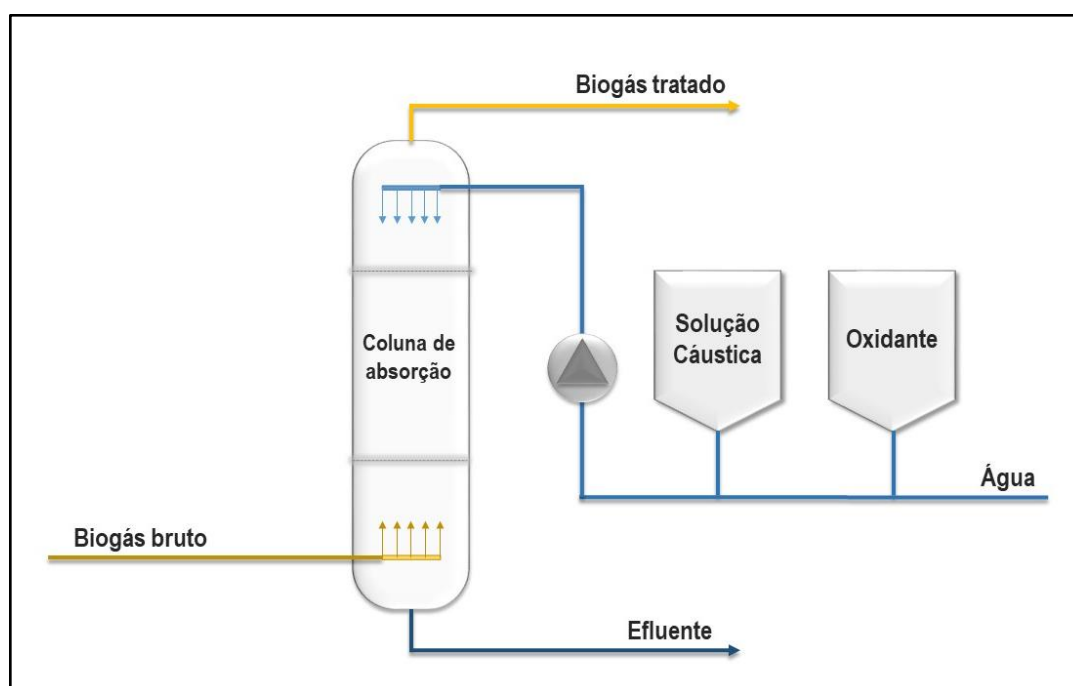 Biogás tratado
Coluna de
absorção
Solução
Cáustica
Oxidante
Água
Biogás bruto
Efluente